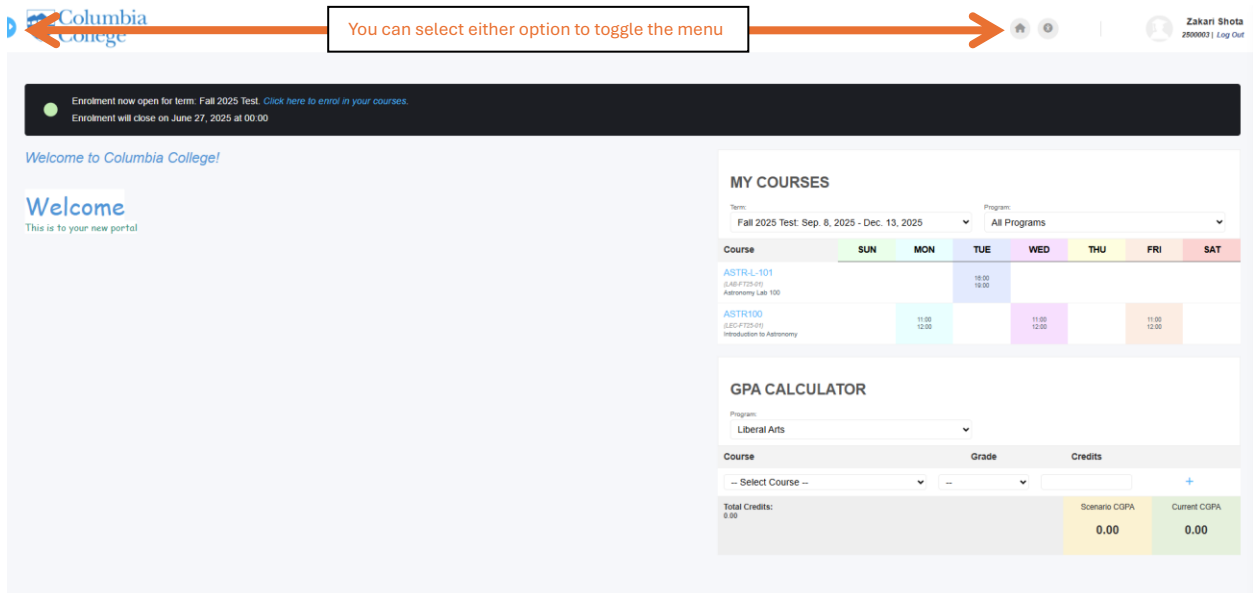 Columbia
College
You can select either option to toggle the menu
Zakari Shota
2500003 | Log Out
Enrolment now open for term: Fall 2025 Test. Click here to enrol in your courses.
Enrolment will close on June 27, 2025 at 00:00
Welcome to Columbia College!
Welcome
This is to your new portal
MY COURSES
Term: Program:
Fall 2025 Test: Sep. 8, 2025 - Dec. 13, 2025 All Programs
Course SUN MON TUE WED THU FRI SAT
ASTR-L-101
(LAB-FT25-01)
Astronomy Lab 100
16:00
ASTR100
(LEC-FT25-01)
Introduction to Astronomy
11:00 11:00 11:00
12:00 12:00 12:00
GPA CALCULATOR
Program:
Liberal Arts
Course Grade Credits
-- Select Course -- -- +
Total Credits: Scenario CGPA Current CGPA
0.00
0.00 0.00